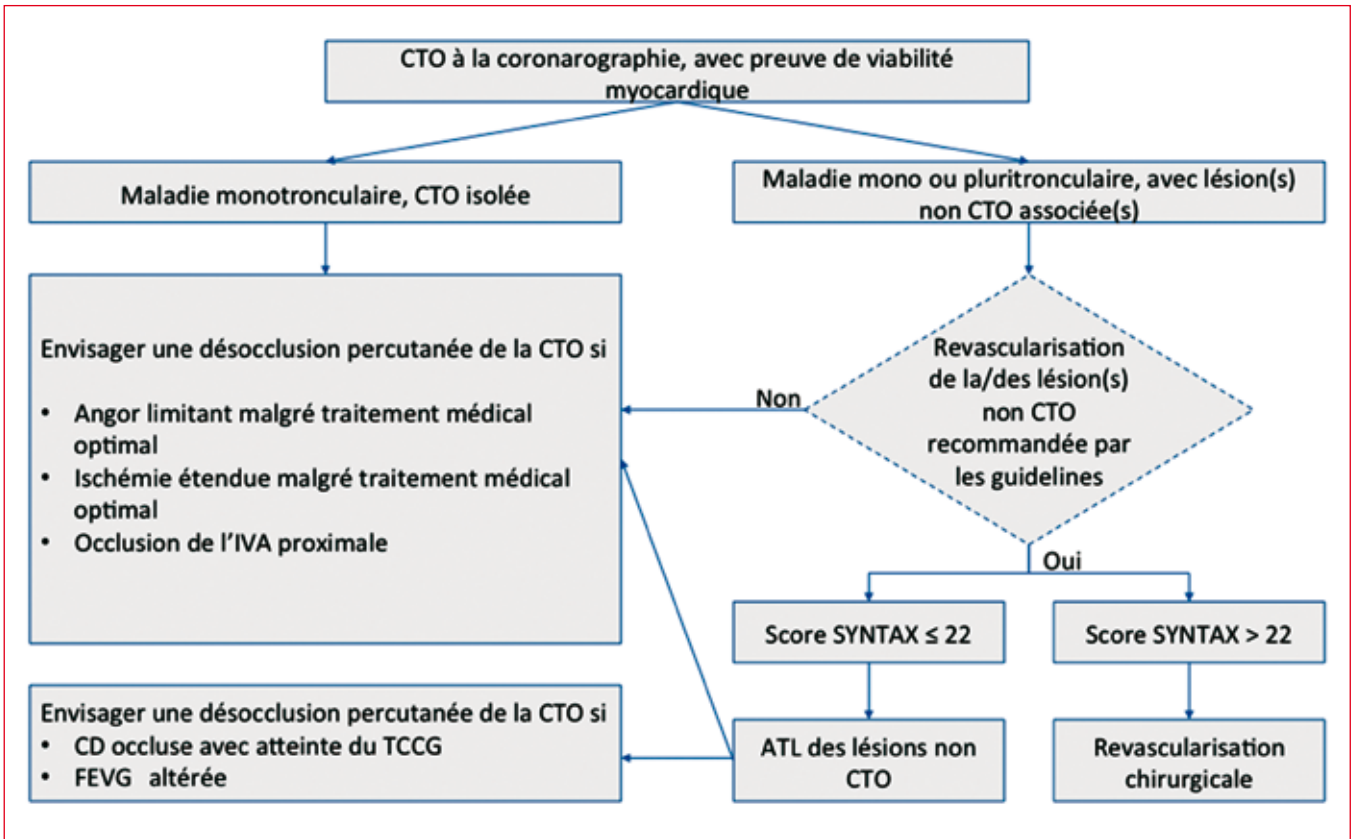 CTO à la coronarographie, avec preuve de viabilité
myocardique
Maladie monotronculaire, CTO isolée
Maladie mono ou pluritronculaire, avec lésion(s)
non CTO associée(s)
Envisager une désocclusion percutanée de la CTO si
• Angor limitant malgré traitement médical
optimal
• Ischémie étendue malgré traitement médical
optimal
• Occlusion de l'IVA proximale
Non
Revascularisation
de la/des lésion(s)
non CTO
recommandée par
les guidelines
Oui
Score SYNTAX ≤ 22
Score SYNTAX > 22
Envisager une désocclusion percutanée de la CTO si
• CD occluse avec atteinte du TCCG
• FEVG altérée
ATL des lésions non
CTO
Revascularisation
chirurgicale